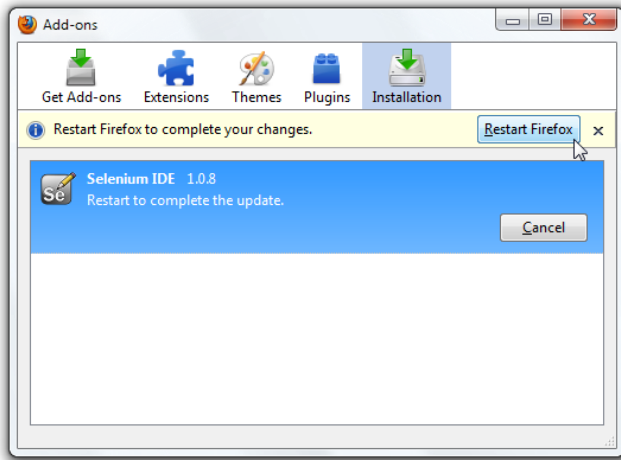 Add-ons
Get Add-ons Extensions Themes Plugins Installation
Restart Firefox to complete your changes. Restart Firefox
Se
Selenium IDE 1.0.8
Restart to complete the update.
Cancel